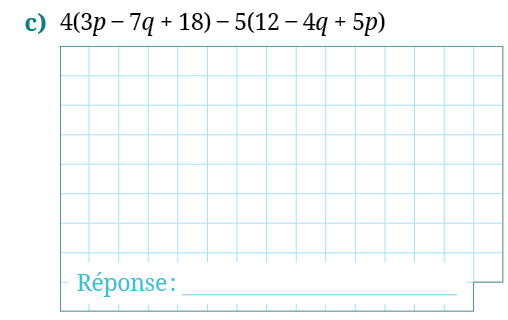 c) 4(3p – 7q + 18) – 5(12 – 4q + 5p)
Réponse :